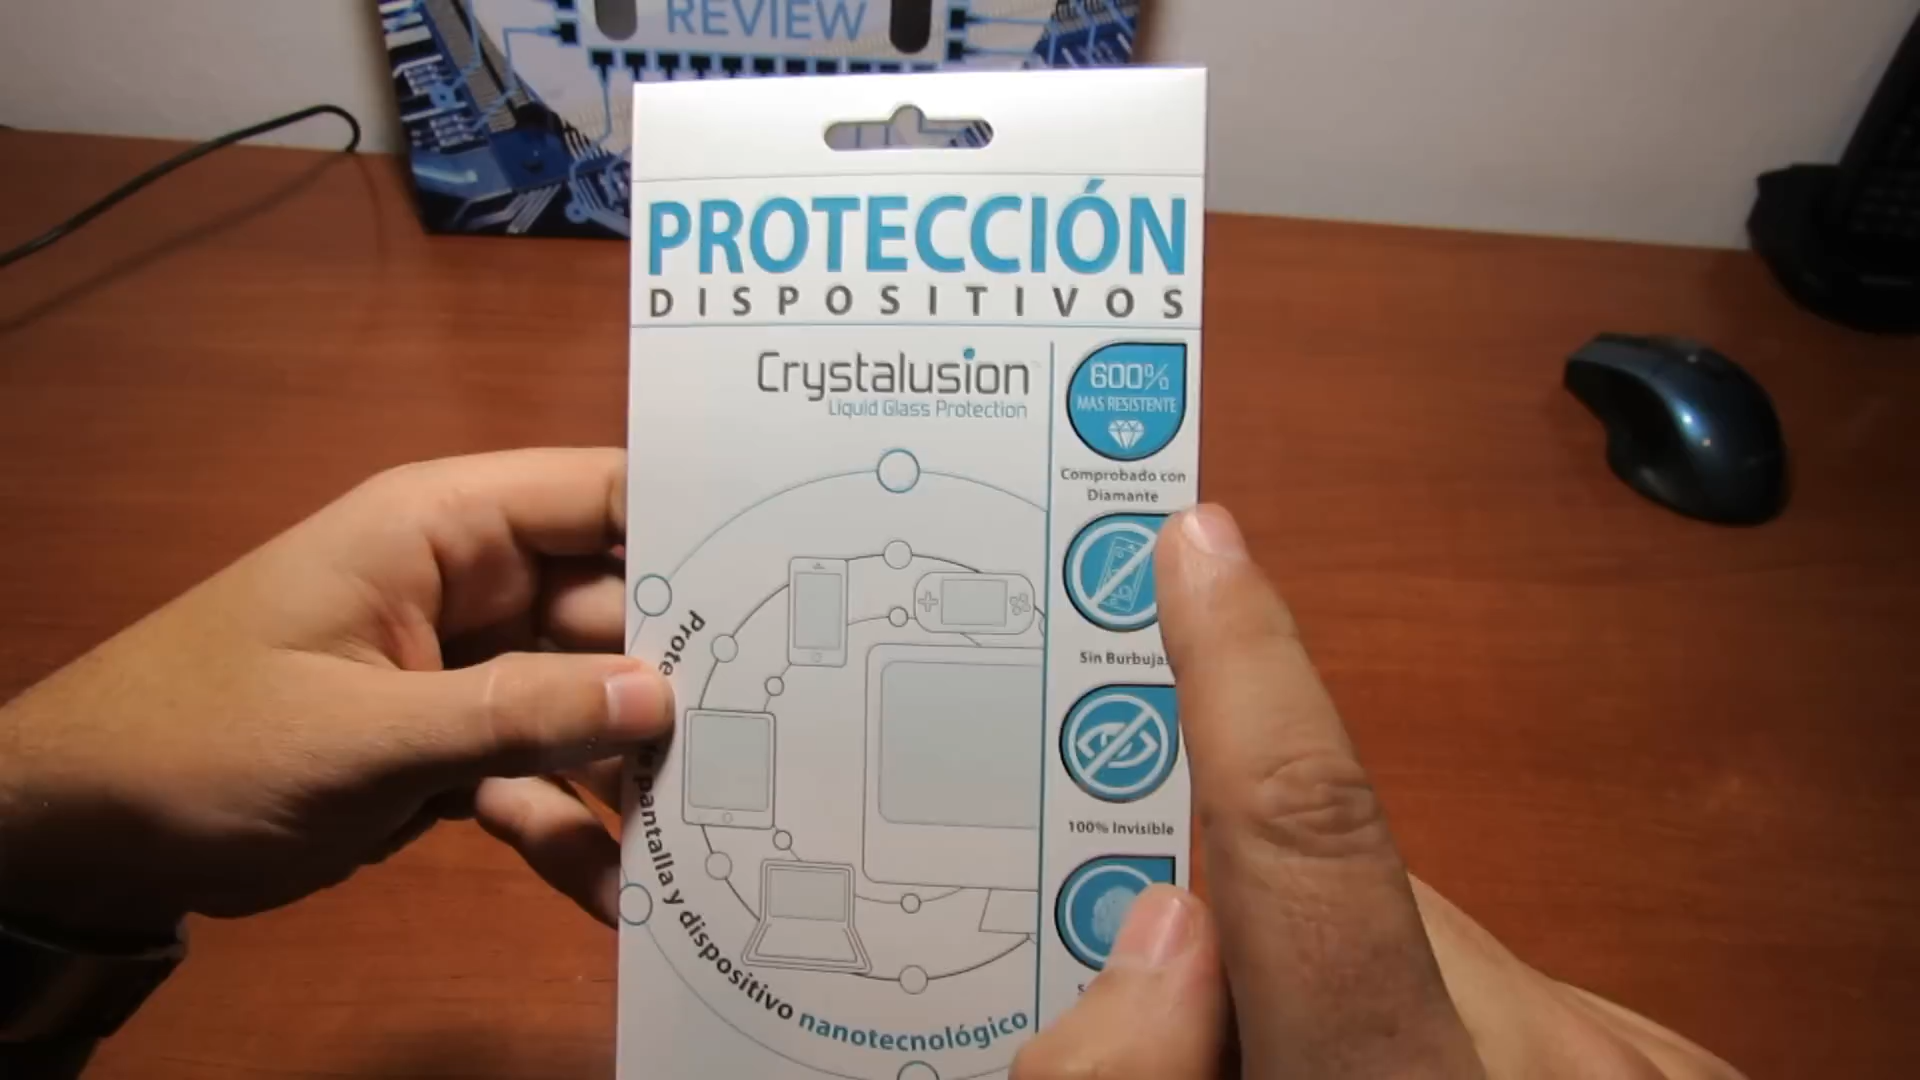 REVIEW
PROTECCIÓN
DISPOSITIVOS
Crystalusion
Liquid Glass Protection
600%
MAS RESISTENTE
Comprobado con
Diamante
Sin Burbujas
100% Invisible
pantalla y dispositivo nanotecnológico